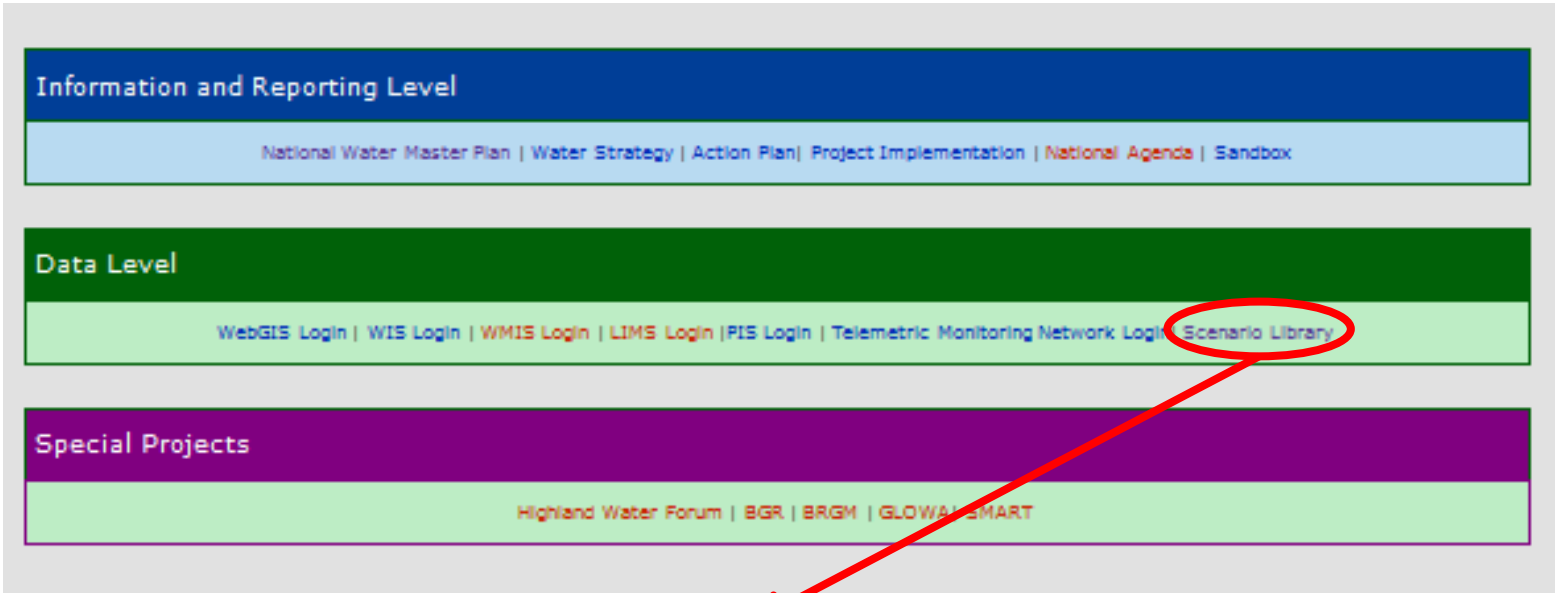 Information and Reporting Level
National Water Master Plan | Water Strategy | Action Plan| Project Implementation | National Agenda | Sandbox
Data Level
WebGIS Login | WIS Login | WMIS Login | LIMS Login |PIS Login | Telemetric Monitoring Network Login| Scenario Library
Special Projects
Highland Water Forum | BGR | BRGM | GLOWA| SMART